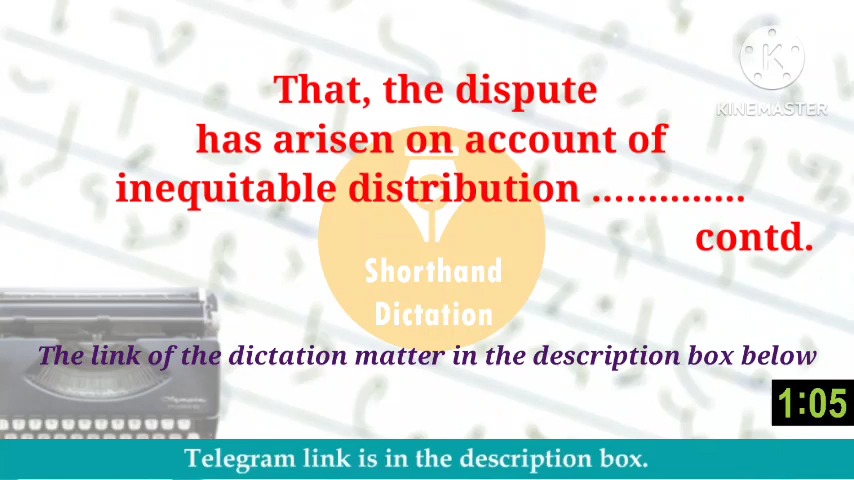 That, the dispute
has arisen on account of
inequitable distribution ..............
contd.
KINEMASTER
Shorthand
Dictation
The link of the dictation matter in the description box below
1:05
Telegram link is in the description box.